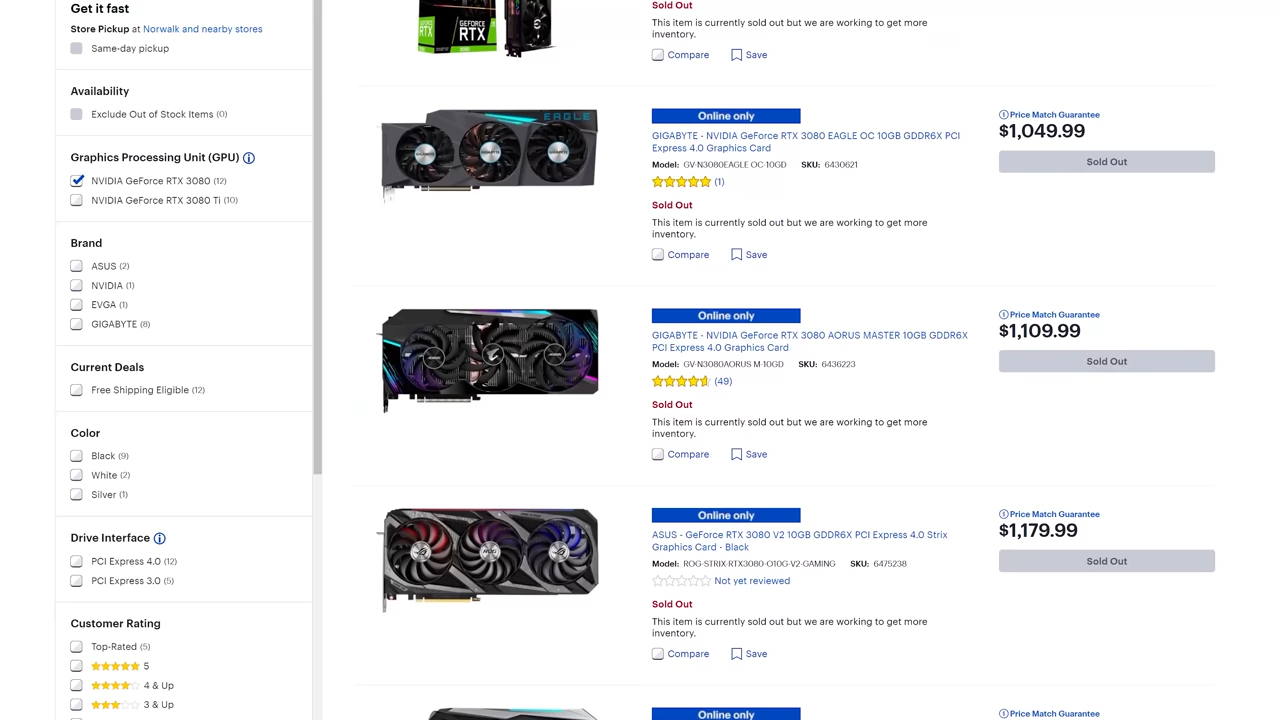 Get it fast
Store Pickup at Norwalk and nearby stores
Same-day pickup
Availability
Exclude Out of Stock Items (0)
Graphics Processing Unit (GPU)
NVIDIA GeForce RTX 3080 (12)
NVIDIA GeForce RTX 3080 Ti (10)
Brand
ASUS (2)
NVIDIA (1)
EVGA (1)
GIGABYTE (8)
Current Deals
Free Shipping Eligible (12)
Color
Black (9)
White (2)
Silver (1)
Drive Interface
PCI Express 4.0 (12)
PCI Express 3.0 (5)
Customer Rating
Top-Rated (5)
5
4 & Up
3 & Up
GEFORCE
RTX
Sold Out
This item is currently sold out but we are working to get more
inventory.
Compare Save
EAGLE
Online only
GIGABYTE - NVIDIA GeForce RTX 3080 EAGLE OC 10GB GDDR6X PCI
Express 4.0 Graphics Card
Model: GV-N3080EAGLE OC-10GD SKU: 6430621
(1)
Sold Out
This item is currently sold out but we are working to get more
inventory.
Compare Save
Price Match Guarantee
$1,049.99
Sold Out
Online only
GIGABYTE - NVIDIA GeForce RTX 3080 AORUS MASTER 10GB GDDR6X
PCI Express 4.0 Graphics Card
Model: GV-N3080AORUS M-10GD SKU: 6436223
(49)
Sold Out
This item is currently sold out but we are working to get more
inventory.
Compare Save
Price Match Guarantee
$1,109.99
Sold Out
Online only
ASUS - GeForce RTX 3080 V2 10GB GDDR6X PCI Express 4.0 Strix
Graphics Card - Black
Model: ROG-STRIX-RTX3080-O10G-V2-GAMING SKU: 6475238
Not yet reviewed
Sold Out
This item is currently sold out but we are working to get more
inventory.
Compare Save
Price Match Guarantee
$1,179.99
Sold Out
Online only
Price Match Guarantee